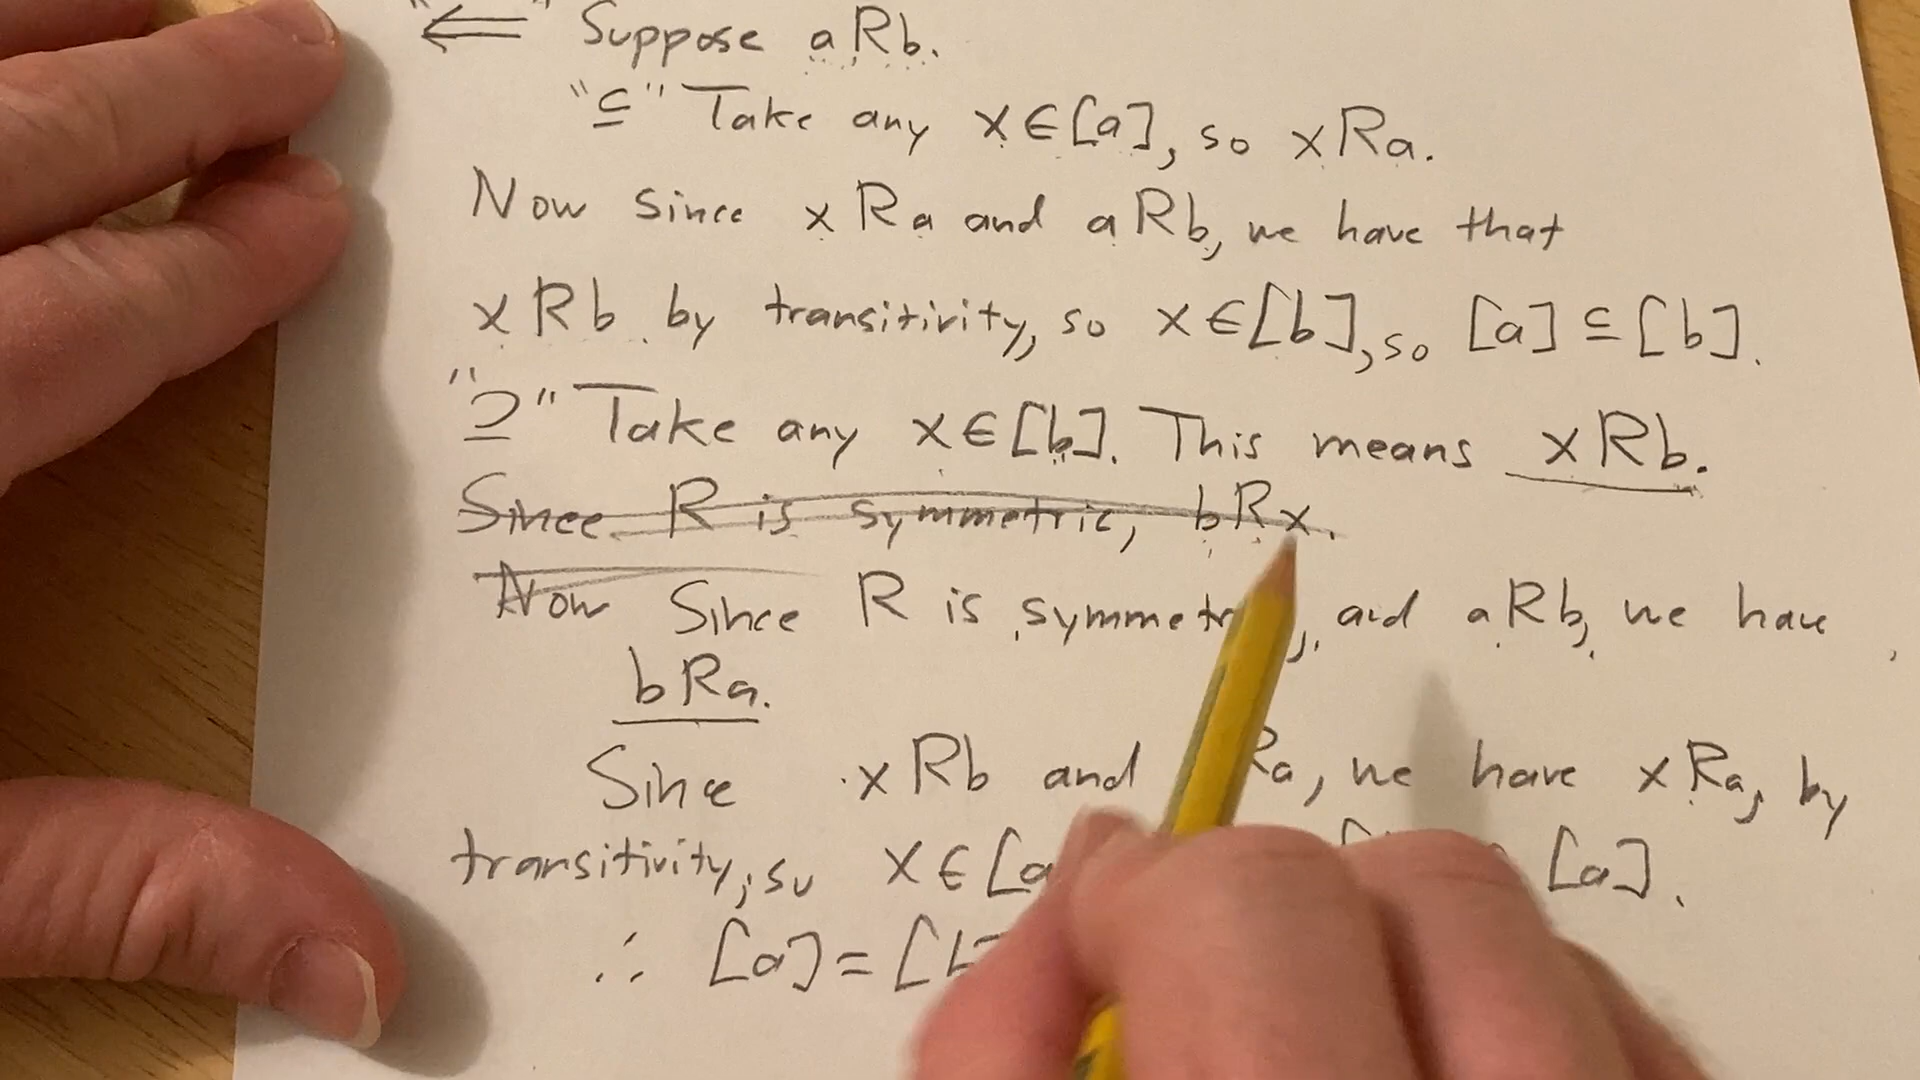 "⇐" Suppose aRb.
"⊆" Take any x∈[a], so xRa.
Now since xRa and aRb, we have that
xRb by transitivity, so x∈[b], so [a]⊆[b].
"⊇" Take any x∈[b]. This means xRb.
Since R is symmetric, bRx.
Now Since R is and aRb, we have
bRa.
Since xRb and we have xRa, by
transitivity, so x∈[a [a].
∴ [a]=[b